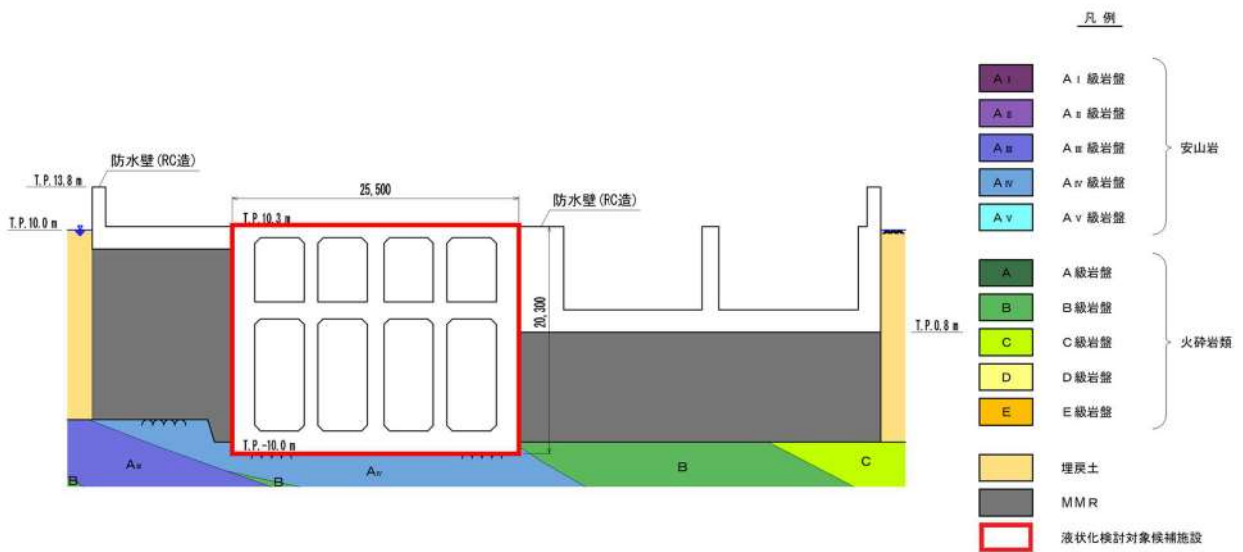 凡 例
AⅠ AⅠ級岩盤
AⅡ AⅡ級岩盤
AⅢ AⅢ級岩盤
AⅣ AⅣ級岩盤
AⅤ AⅤ級岩盤
安山岩
A A級岩盤
B B級岩盤
C C級岩盤
D D級岩盤
E E級岩盤
火砕岩類
埋戻土
MMR
液状化検討対象候補施設
防水壁(RC造)
T.P.13.8 m
25,500
防水壁(RC造)
T.P.10.0 m
T.P.10.3 m
20,300
T.P.0.8 m
T.P.-10.0 m
AⅢ
AⅣ
B
B
B
C